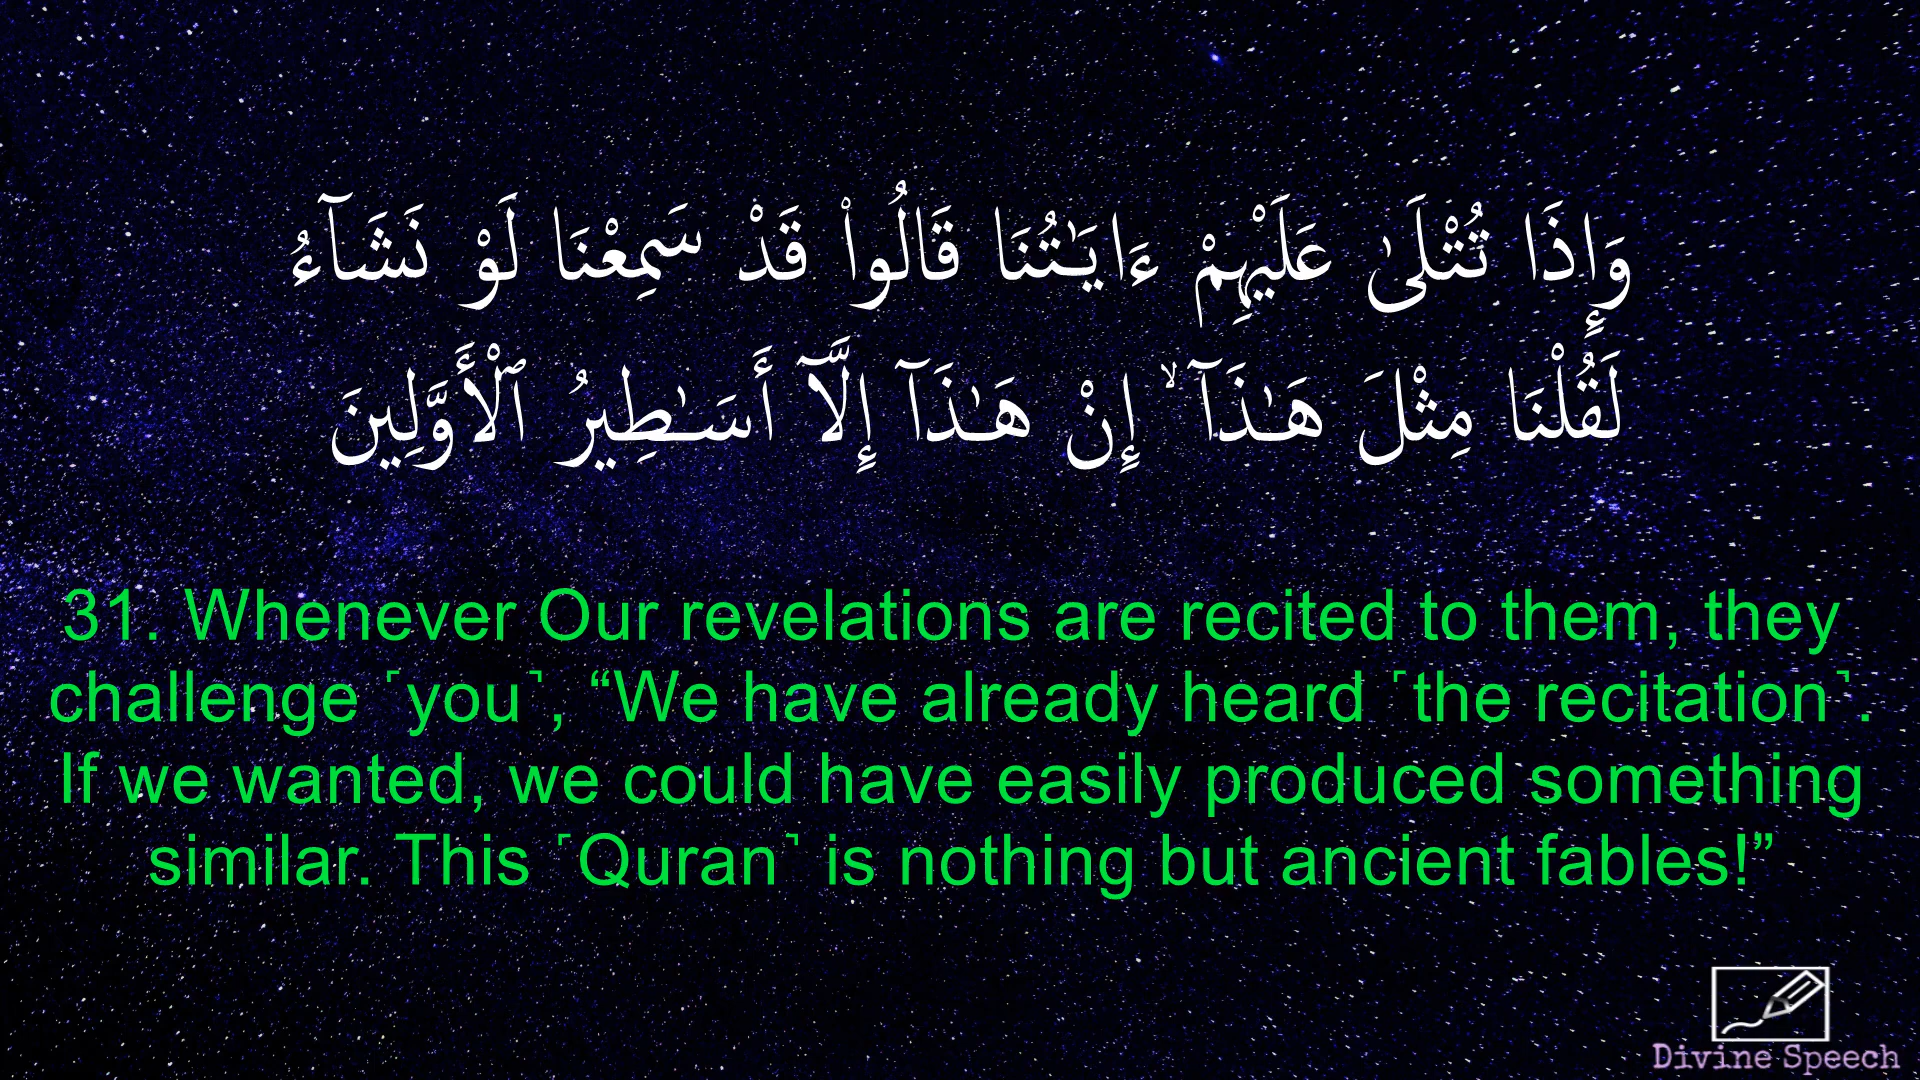 وَإِذَا تُتْلَىٰ عَلَيْهِمْ ءَايَـٰتُنَا قَالُوا۟ قَدْ سَمِعْنَا لَوْ نَشَآءُ
لَقُلْنَا مِثْلَ هَـٰذَآ ۙ إِنْ هَـٰذَآ إِلَّآ أَسَـٰطِيرُ ٱلْأَوَّلِينَ
31. Whenever Our revelations are recited to them, they
challenge ˹you˺, “We have already heard ˹the recitation˺.
If we wanted, we could have easily produced something
similar. This ˹Quran˺ is nothing but ancient fables!”
Divine Speech